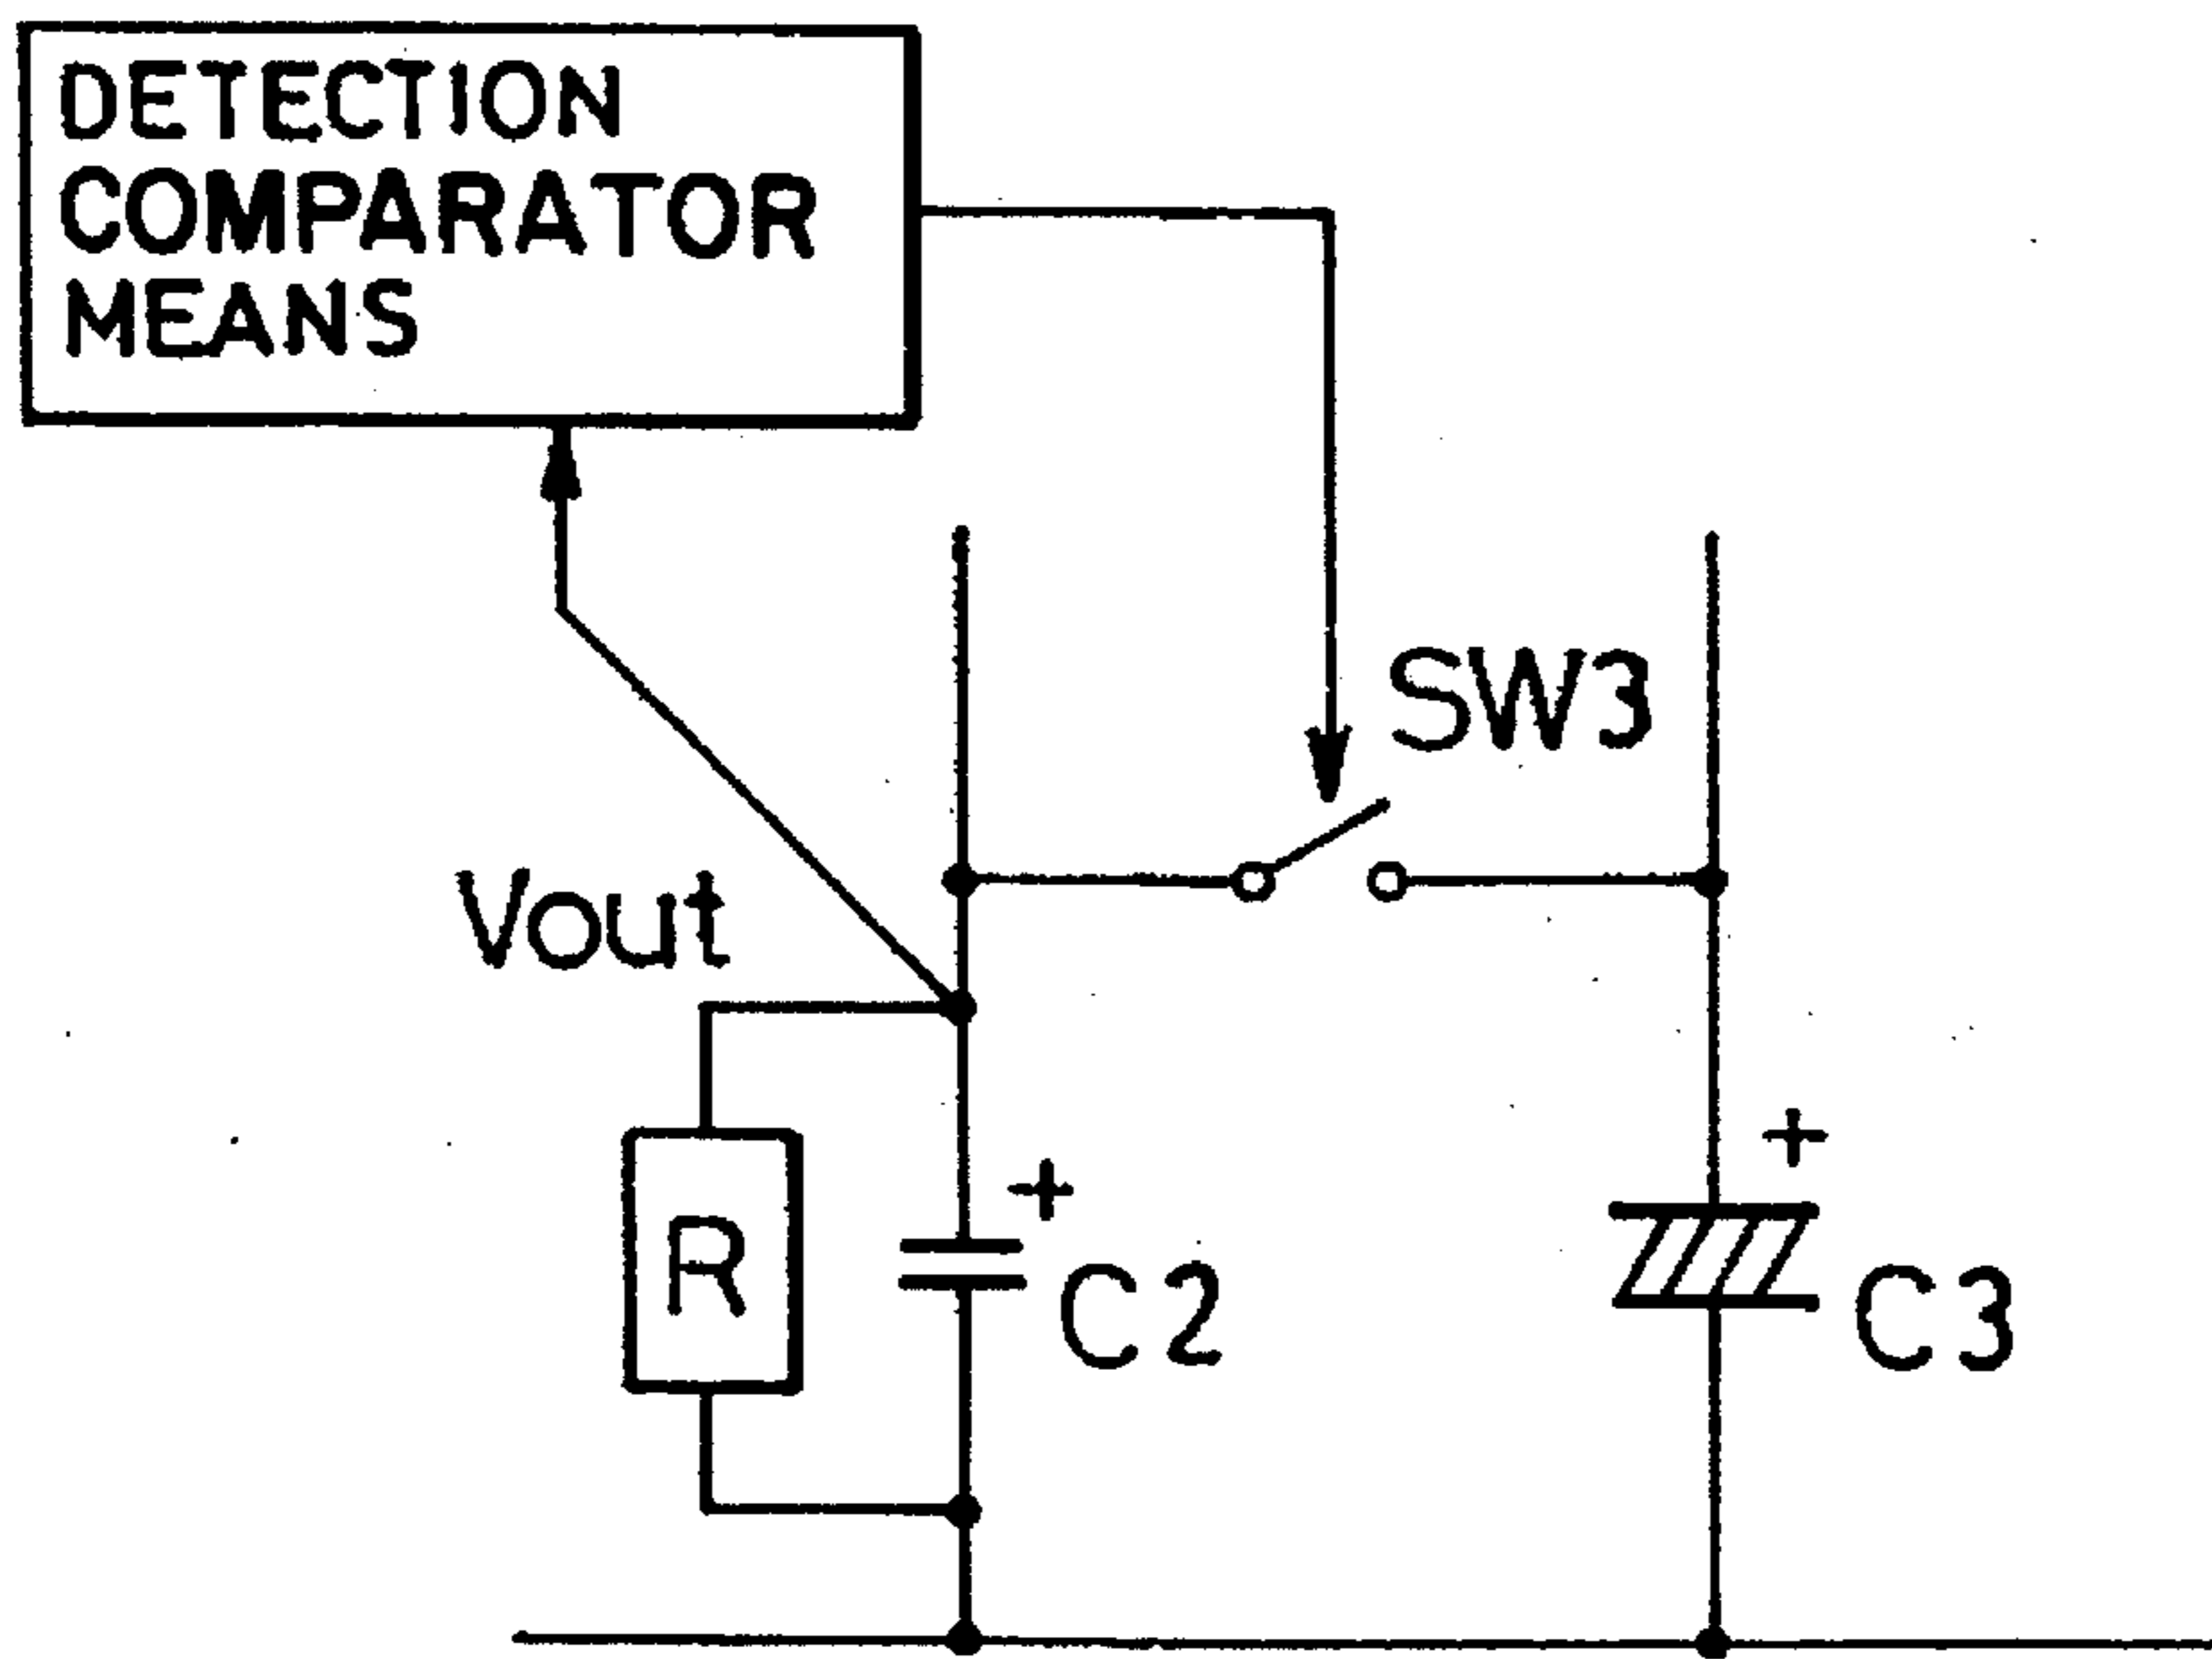 DETECTION
COMPARATOR
MEANS
SW3
Vout
+
+
R
C2
C3